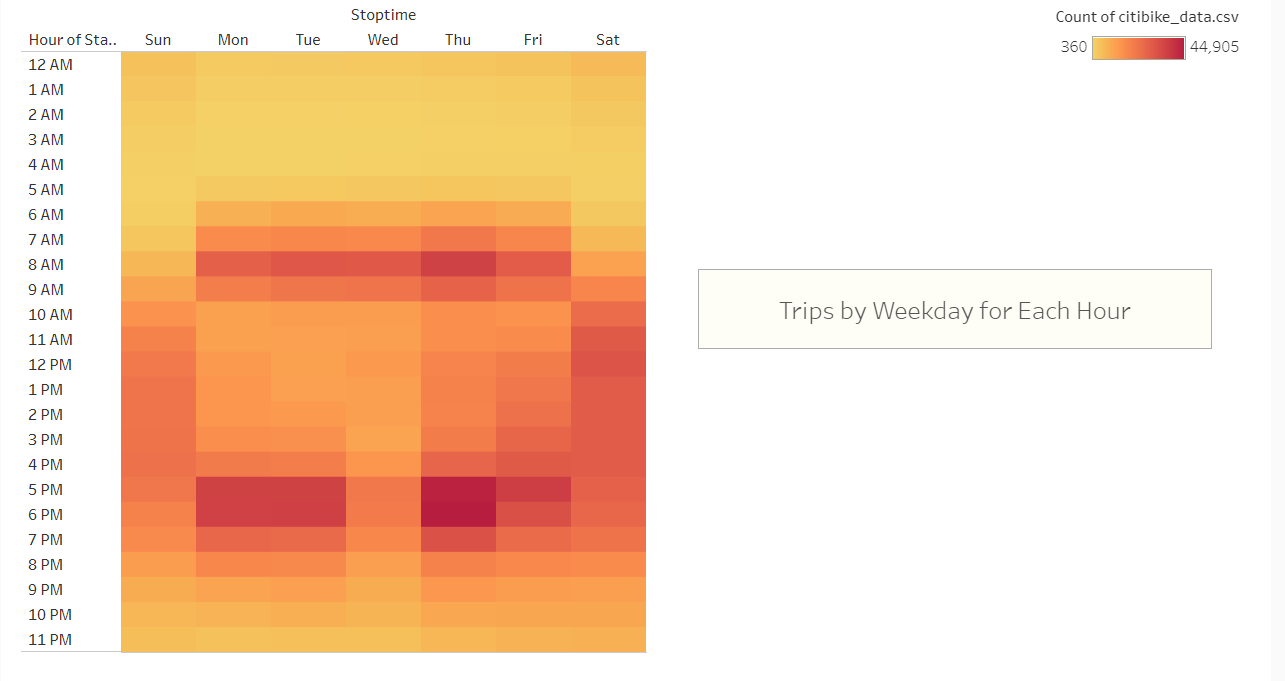 Stoptime
Hour of Sta.. Sun Mon Tue Wed Thu Fri Sat
12 AM
1 AM
2 AM
3 AM
4 AM
5 AM
6 AM
7 AM
8 AM
9 AM
10 AM
11 AM
12 PM
1 PM
2 PM
3 PM
4 PM
5 PM
6 PM
7 PM
8 PM
9 PM
10 PM
11 PM
Count of citibike_data.csv
360 44,905
Trips by Weekday for Each Hour